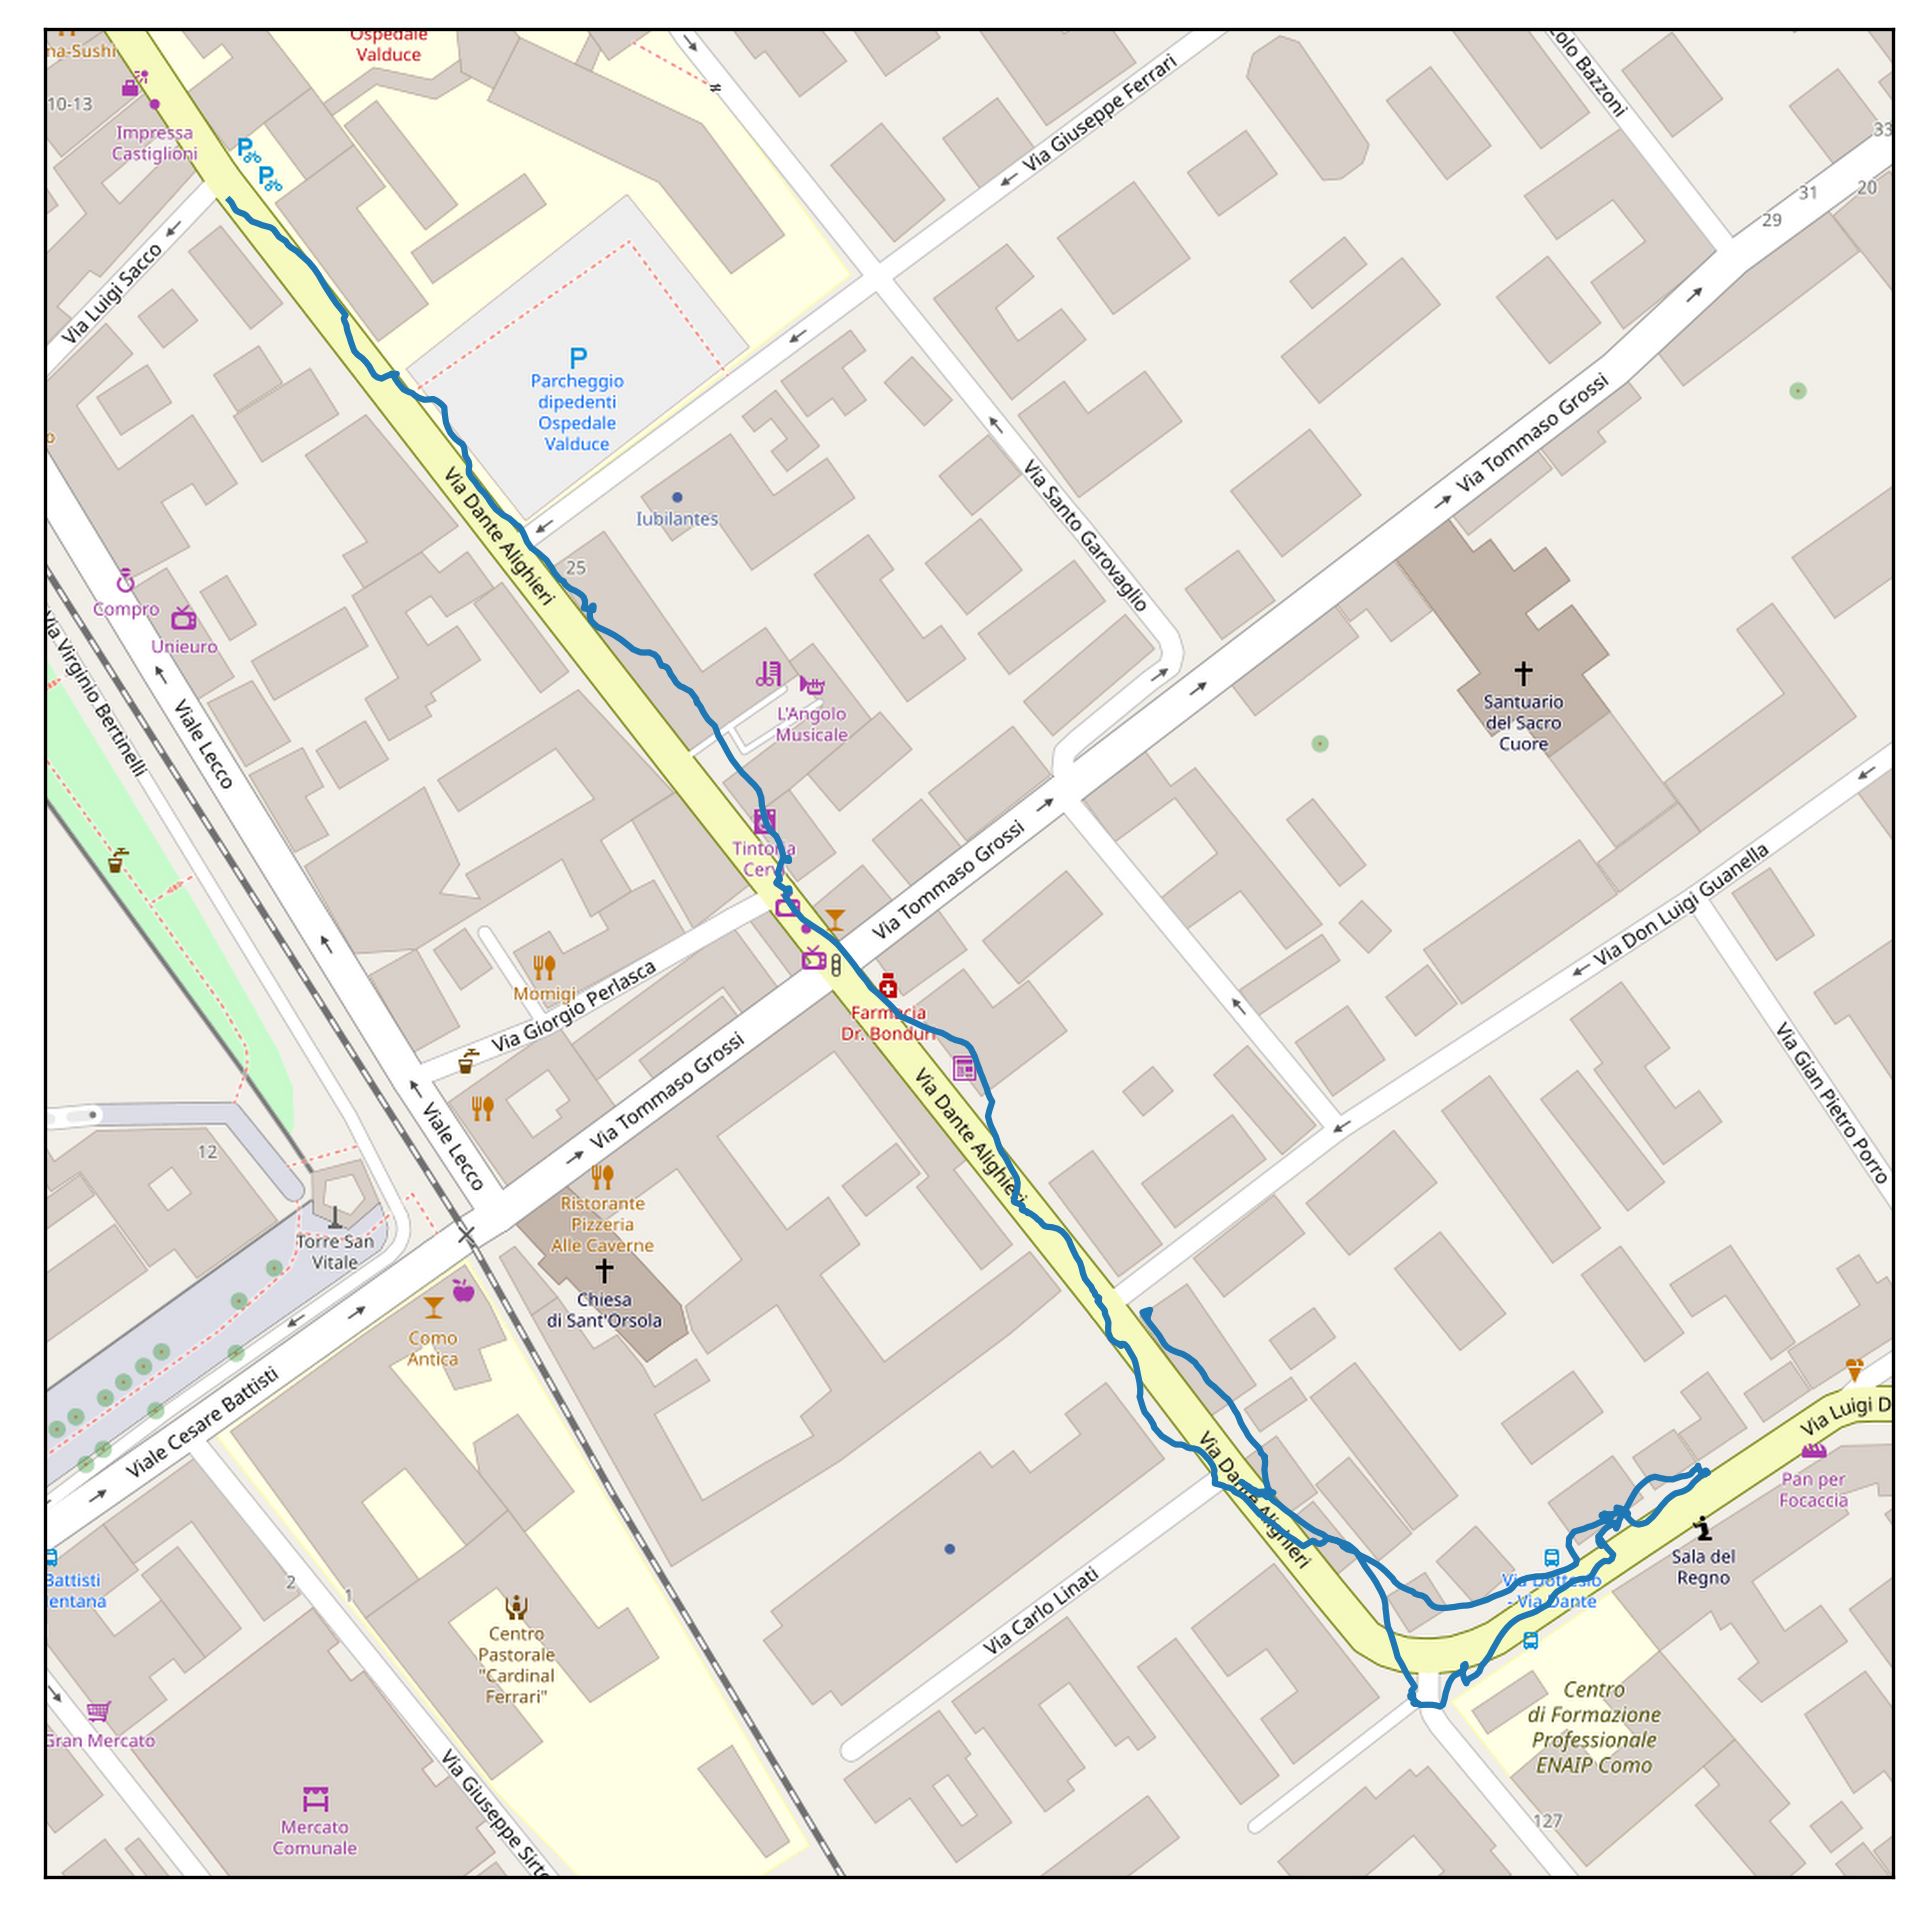 na-Sushi
Ospedale
Valduce
10-13
Impressa
Castiglioni
P
P
Via Giuseppe Ferrari
Bazzoni
33
31
20
29
Via Luigi Sacco
P
Parcheggio
dipedenti
Ospedale
Valduce
Via Tommaso Grossi
Via Dante Alighieri
Iubilantes
Via Santo Garovaglio
25
Compro
Unieuro
Via Virginio Bertinelli
Viale Lecco
L'Angolo
Musicale
Santuario
del Sacro
Cuore
Tintoria
Cervi
Via Tommaso Grossi
Via Don Luigi Guanella
Momigi
Via Giorgio Perlasca
Farmacia
Dr. Bonduri
Via Gian Pietro Porro
Viale Lecco
Via Tommaso Grossi
Via Dante Alighieri
12
Ristorante
Pizzeria
Alle Caverne
Torre San
Vitale
Chiesa
di Sant'Orsola
Como
Antica
Viale Cesare Battisti
Via Luigi D
Via Dante Alighieri
Pan per
Focaccia
Sala del
Regno
Battisti
entana
2
1
Via Dottesio
- Via Dante
Via Carlo Linati
Centro
Pastorale
"Cardinal
Ferrari"
Centro
di Formazione
Professionale
ENAIP Como
Gran Mercato
Via Giuseppe Sirto
Mercato
Comunale
127